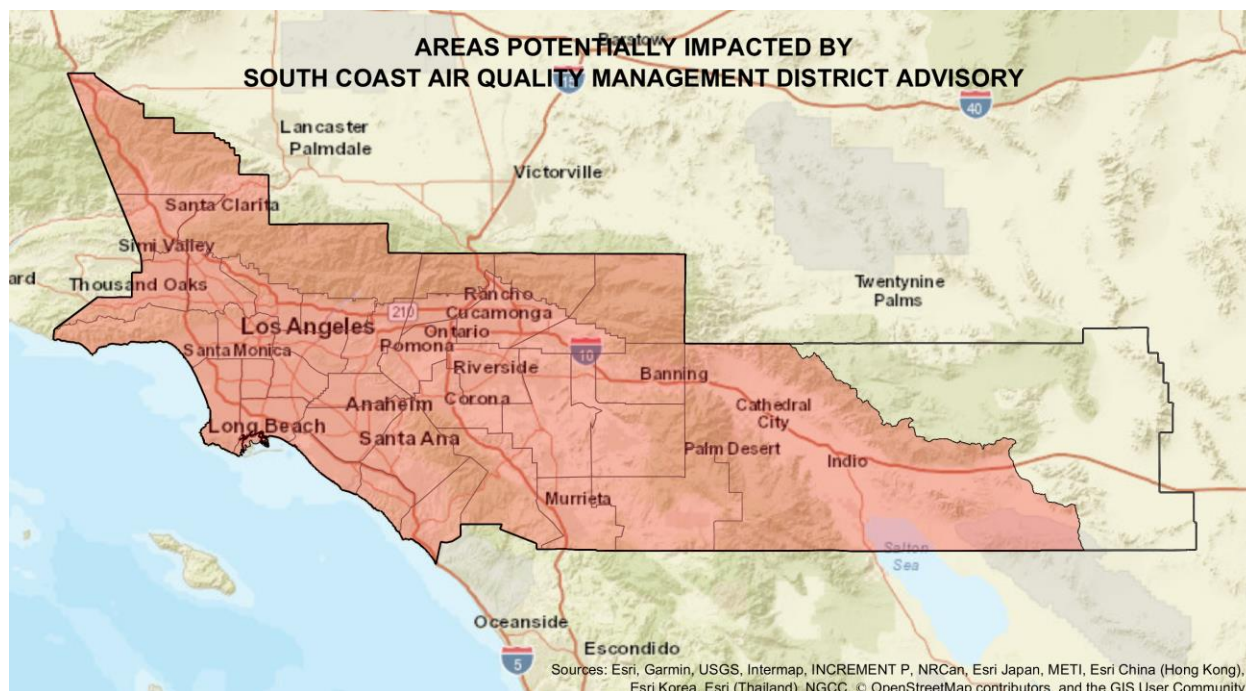 AREAS POTENTIALLY IMPACTED BY
SOUTH COAST AIR QUALITY MANAGEMENT DISTRICT ADVISORY
Barstow
15
40
Lancaster
Palmdale
Victorville
Santa Clarita
Simi Valley
ard
Thousand Oaks
Twentynine
Palms
Rancho
Cucamonga
210
Los Angeles
Ontario
Pomona
Santa Monica
10
Riverside
Banning
Corona
Anaheim
Cathedral
City
Long Beach
Santa Ana
Palm Desert
Indio
Murrieta
Salton
Sea
Oceanside
Escondido
5
Sources: Esri, Garmin, USGS, Intermap, INCREMENT P, NRCan, Esri Japan, METI, Esri China (Hong Kong),
Esri Korea, Esri (Thailand), NGCC, © OpenStreetMap contributors, and the GIS User Community